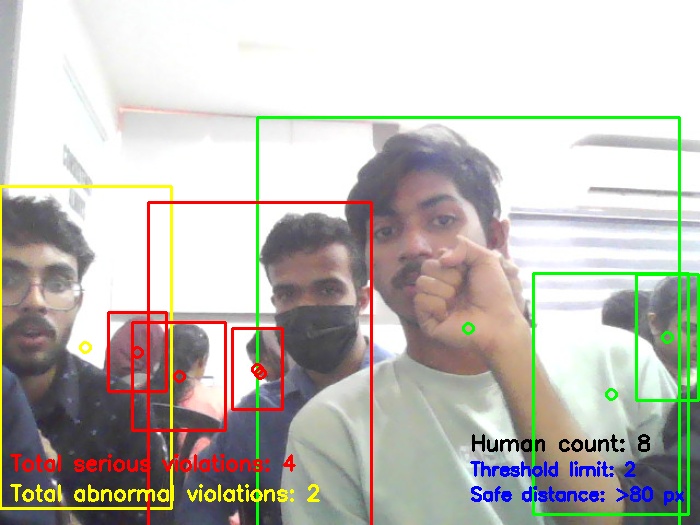 Human count: 8
Total serious violations: 4
Threshold limit: 2
Total abnormal violations: 2
Safe distance: >80 px